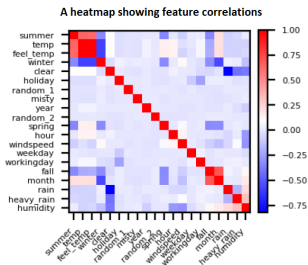 A heatmap showing feature correlations
summer
temp
feel_temp
winter
clear
holiday
random_1
misty
year
random_2
spring
hour
windspeed
weekday
workingday
fall
month
rain
heavy_rain
humidity
1.00
0.75
0.50
0.25
0.00
−0.25
−0.50
−0.75
summer
temp
feel_temp
winter
clear
holiday
random_1
misty
year
random_2
spring
hour
windspeed
weekday
workingday
fall
month
rain
heavy_rain
humidity